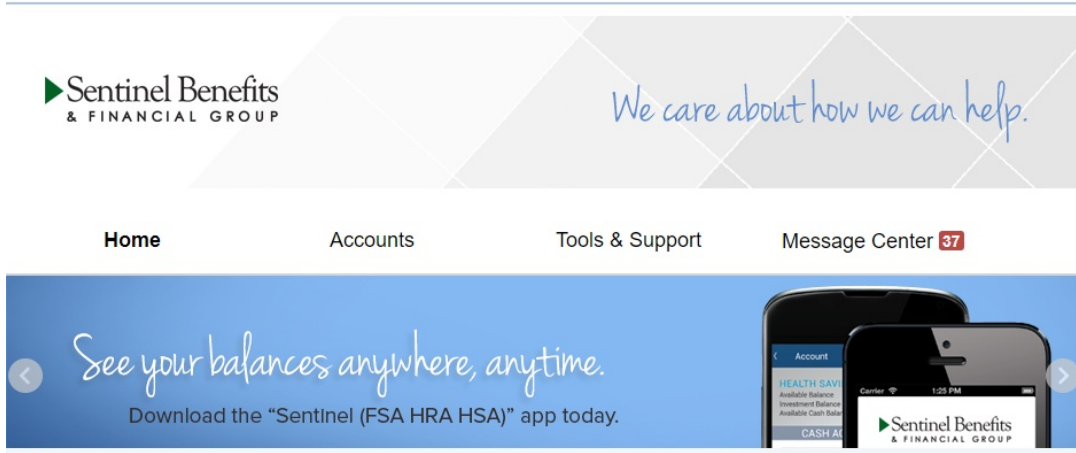 Sentinel Benefits
& FINANCIAL GROUP
We care about how we can help.
Home
Accounts
Tools & Support
Message Center 37
See your balances anywhere, anytime.
Download the “Sentinel (FSA HRA HSA)” app today.
Account
HEALTH SAVI
Available Balance
Investment Balance
Available Cash Balan
CASH AC
Carrier
1:25 PM
Sentinel Benefits
& FINANCIAL GROUP